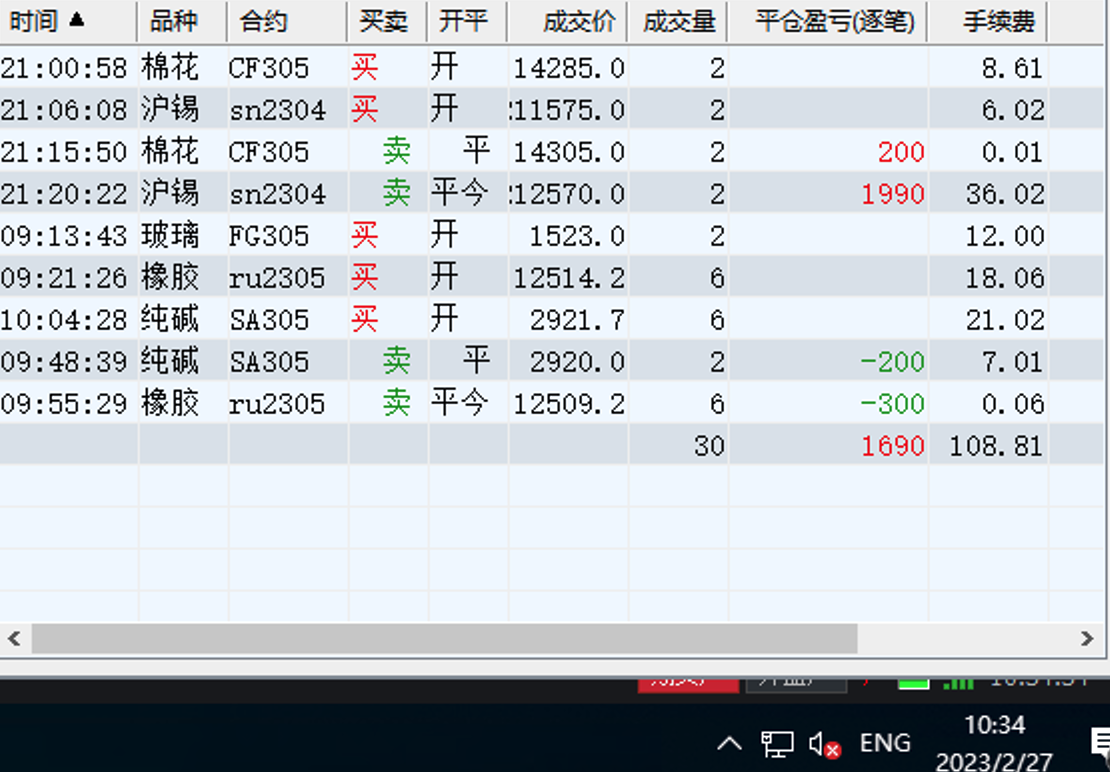 时间 ▲ 品种 合约 买卖 开平 成交价 成交量 平仓盈亏(逐笔) 手续费
21:00:58 棉花 CF305 买 开 14285.0 2 8.61
21:06:08 沪锡 sn2304 买 开 211575.0 2 6.02
21:15:50 棉花 CF305 卖 平 14305.0 2 200 0.01
21:20:22 沪锡 sn2304 卖 平今 212570.0 2 1990 36.02
09:13:43 玻璃 FG305 买 开 1523.0 2 12.00
09:21:26 橡胶 ru2305 买 开 12514.2 6 18.06
10:04:28 纯碱 SA305 买 开 2921.7 6 21.02
09:48:39 纯碱 SA305 卖 平 2920.0 2 -200 7.01
09:55:29 橡胶 ru2305 卖 平今 12509.2 6 -300 0.06
30 1690 108.81
ENG
10:34
2023/2/27